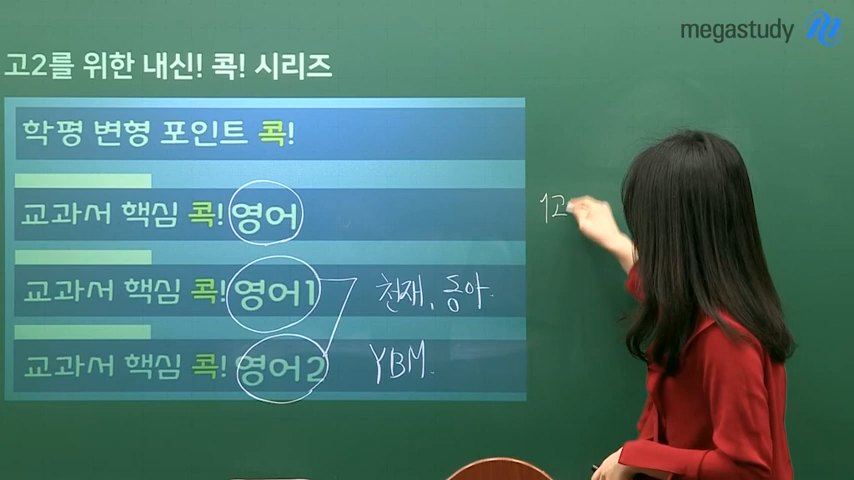 megastudy
고2를 위한 내신! 콕! 시리즈
학평 변형 포인트 콕!
교과서 핵심 콕! 영어
교과서 핵심 콕! 영어1
천재, 동아.
교과서 핵심 콕! 영어2
YBM.